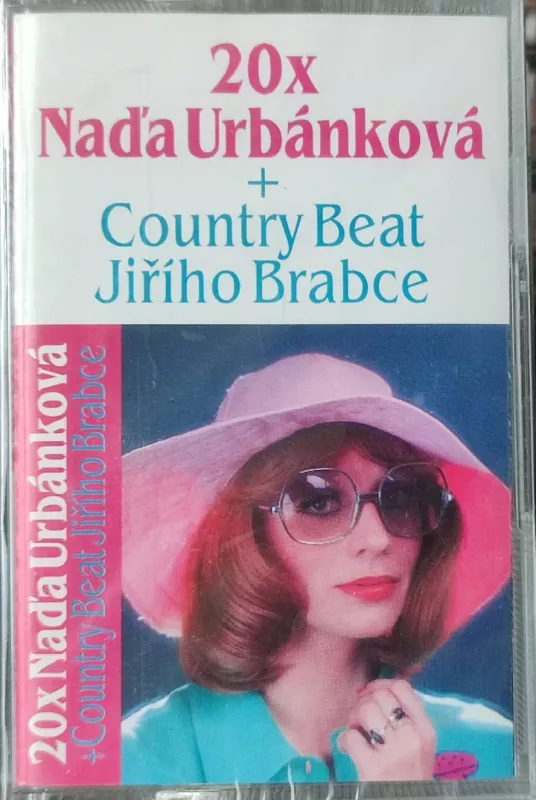 20x
Naďa Urbánková
+
Country Beat
Jiřího Brabce
20x Naďa Urbánková
+Country Beat Jiřího Brabce